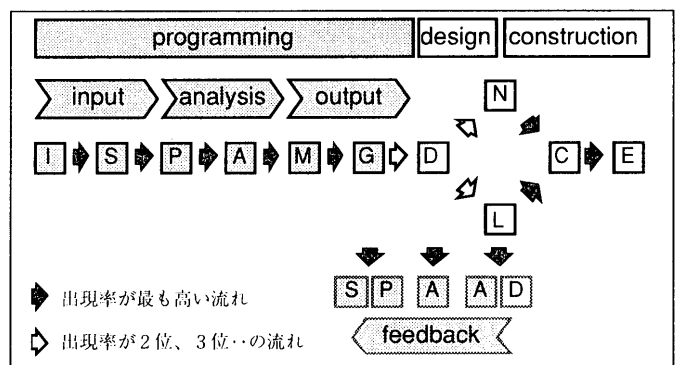 programming design construction
input analysis output
N
I S P A M G D C E
L
S P A A D
出現率が最も高い流れ
出現率が2位、3位‥の流れ
feedback